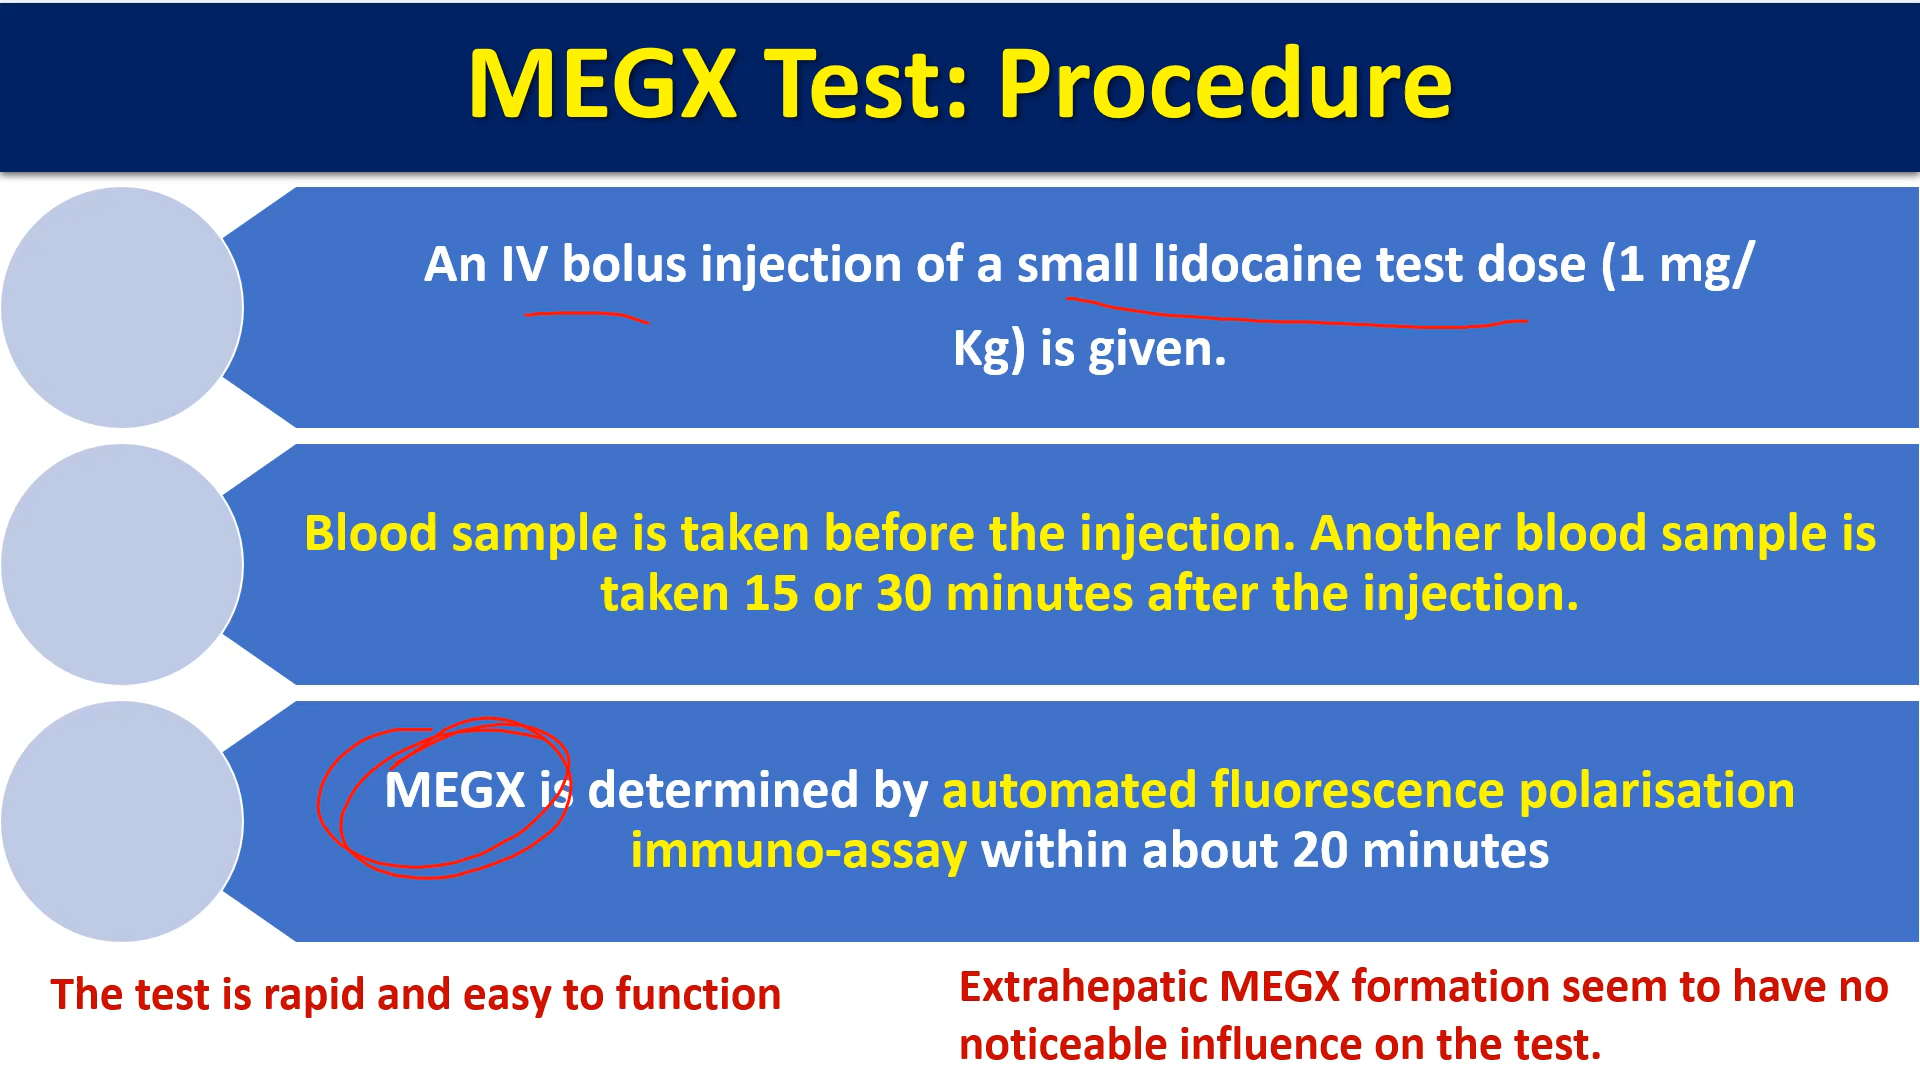 MEGX Test: Procedure
An IV bolus injection of a small lidocaine test dose (1 mg/
Kg) is given.
Blood sample is taken before the injection. Another blood sample is
taken 15 or 30 minutes after the injection.
MEGX is determined by automated fluorescence polarisation
immuno-assay within about 20 minutes
The test is rapid and easy to function
Extrahepatic MEGX formation seem to have no
noticeable influence on the test.